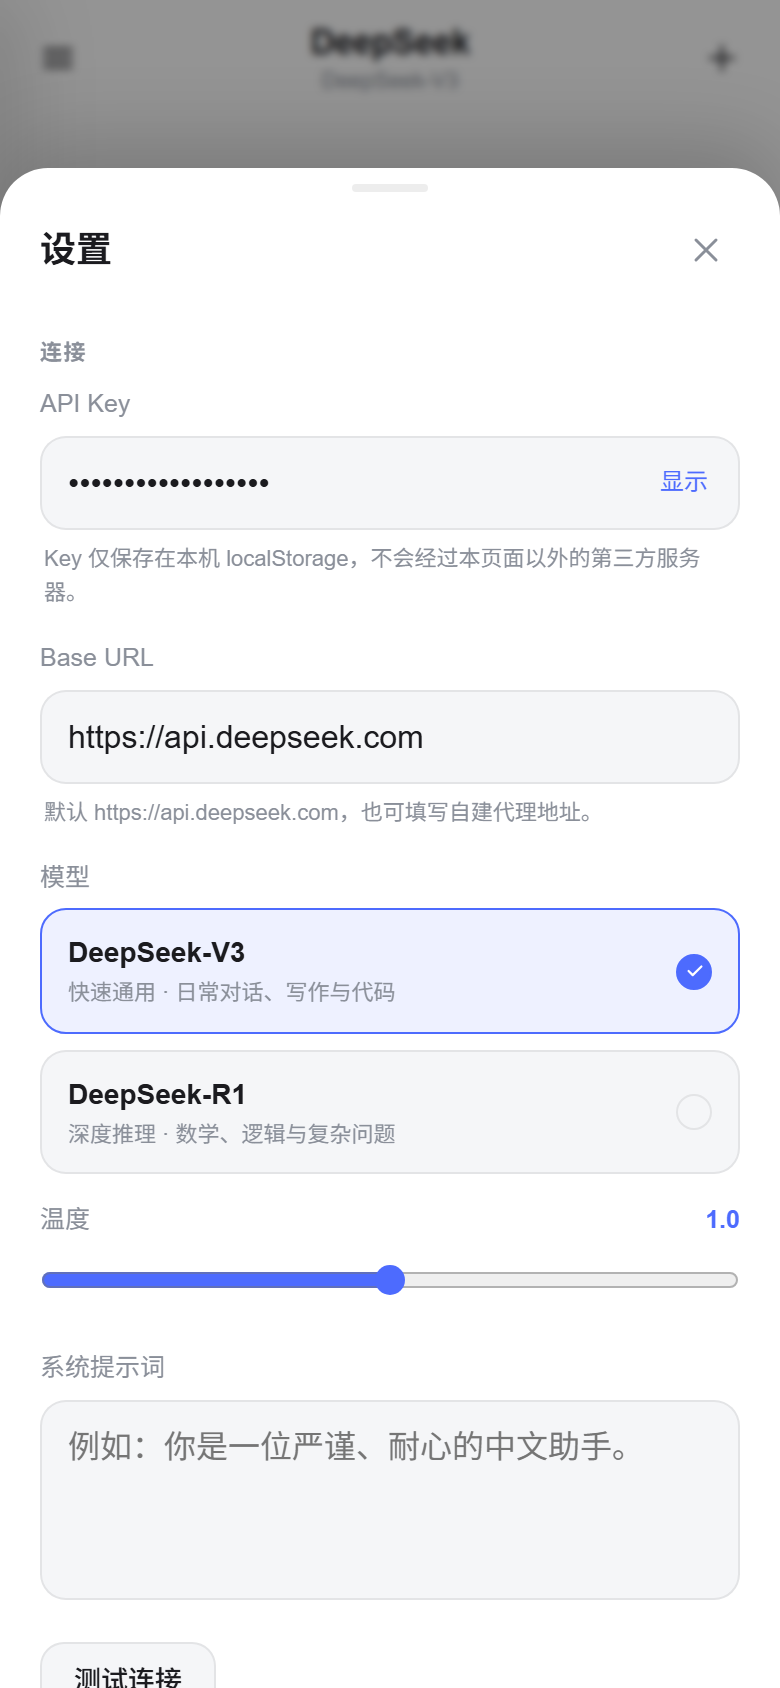 DeepSeek
DeepSeek-V3
设置
连接
API Key
••••••••••••••••••
显示
Key 仅保存在本机 localStorage，不会经过本页面以外的第三方服务
器。
Base URL
https://api.deepseek.com
默认 https://api.deepseek.com，也可填写自建代理地址。
模型
DeepSeek-V3
快速通用 · 日常对话、写作与代码
DeepSeek-R1
深度推理 · 数学、逻辑与复杂问题
温度
1.0
系统提示词
例如：你是一位严谨、耐心的中文助手。
测试连接